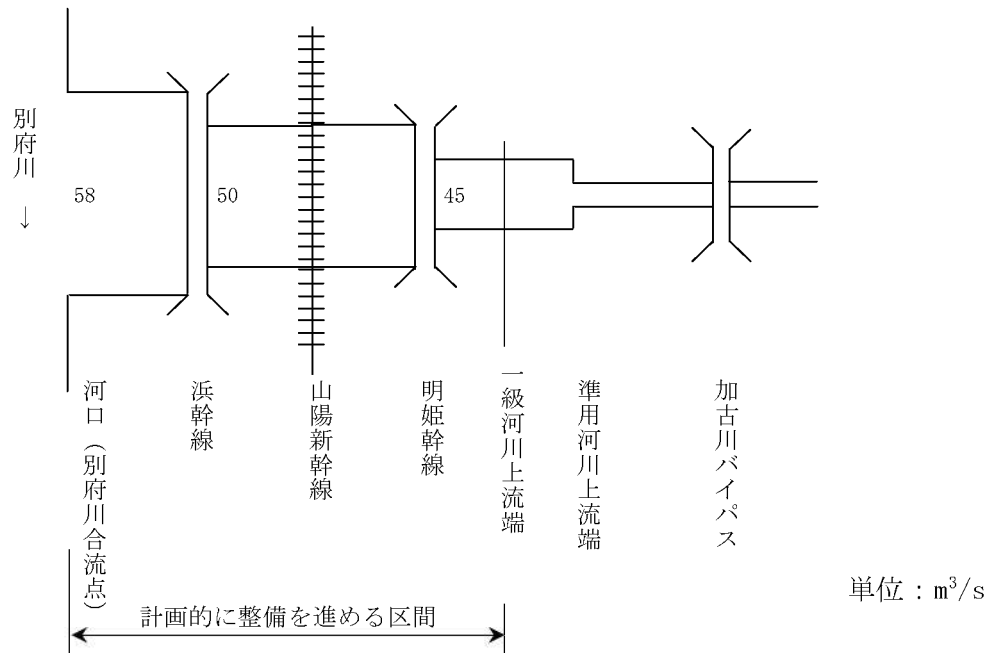 別府川
↓
58
50
45
河口（別府川合流点）
浜幹線
山陽新幹線
明姫幹線
一級河川上流端
準用河川上流端
加古川バイパス
計画的に整備を進める区間
単位：m³/s